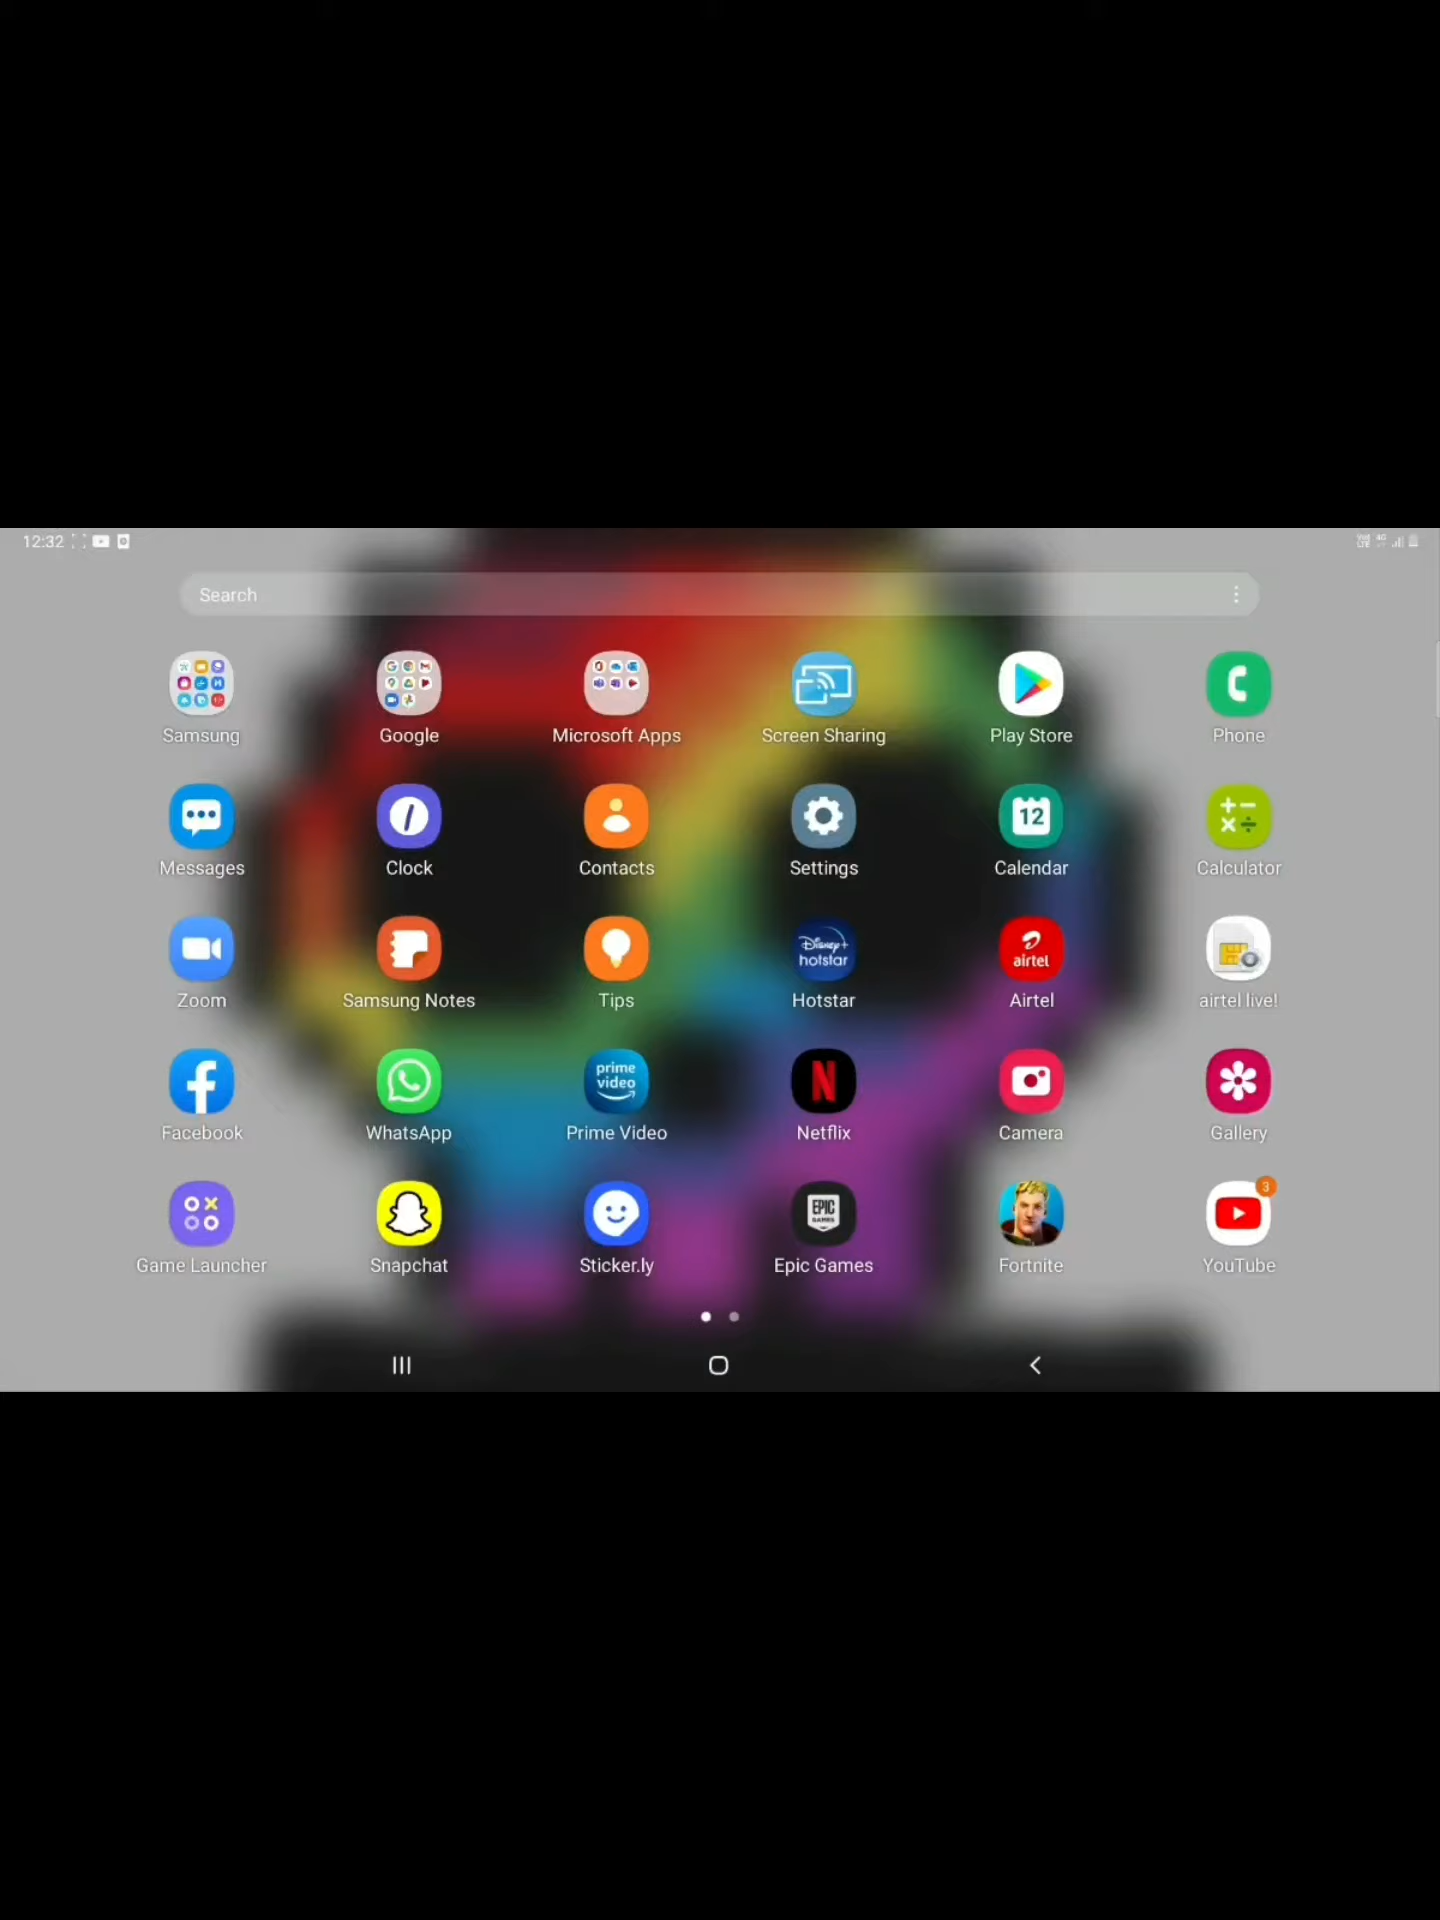 12:32
Search
Samsung Google Microsoft Apps Screen Sharing Play Store Phone
12
Messages Clock Contacts Settings Calendar Calculator
Disney+ hotstar airtel
Zoom Samsung Notes Tips Hotstar Airtel airtel live!
prime video N
Facebook WhatsApp Prime Video Netflix Camera Gallery
EPIC GAMES 3
Game Launcher Snapchat Sticker.ly Epic Games Fortnite YouTube